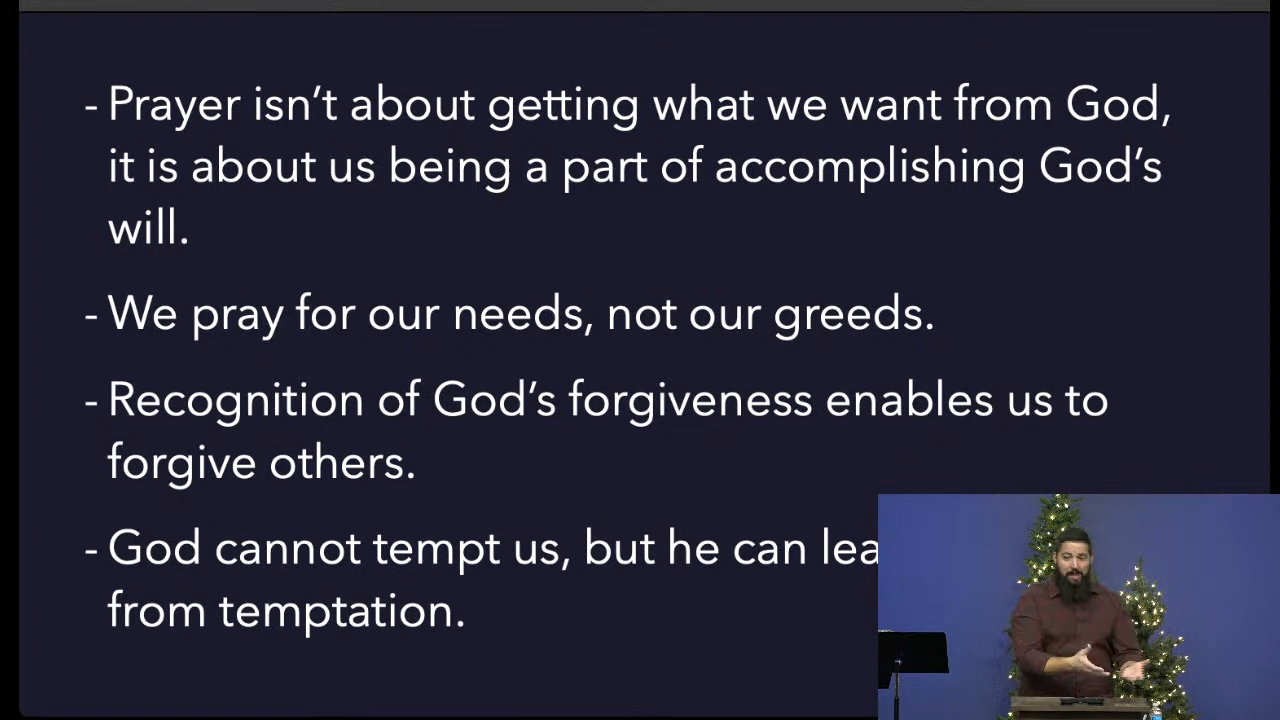 - Prayer isn’t about getting what we want from God,
it is about us being a part of accomplishing God’s
will.
- We pray for our needs, not our greeds.
- Recognition of God’s forgiveness enables us to
forgive others.
- God cannot tempt us, but he can
from temptation.